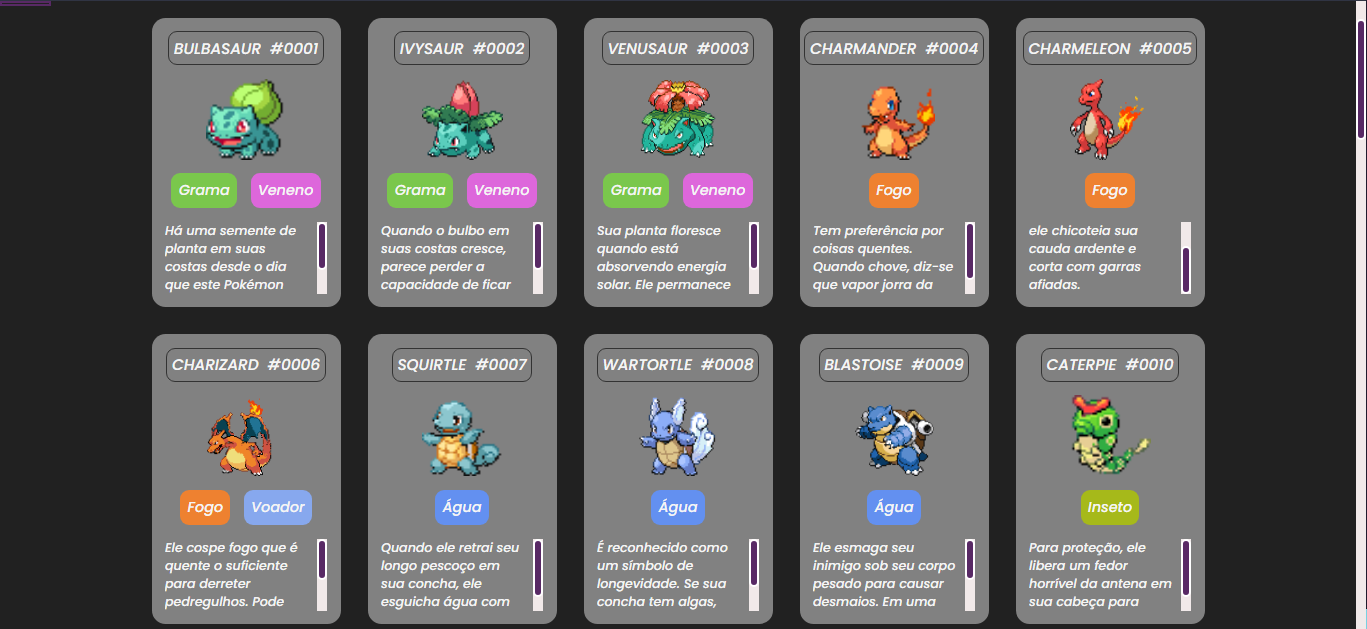 BULBASAUR #0001
Grama Veneno
Há uma semente de
planta em suas
costas desde o dia
que este Pokémon
IVYSAUR #0002
Grama Veneno
Quando o bulbo em
suas costas cresce,
parece perder a
capacidade de ficar
VENUSAUR #0003
Grama Veneno
Sua planta floresce
quando está
absorvendo energia
solar. Ele permanece
CHARMANDER #0004
Fogo
Tem preferência por
coisas quentes.
Quando chove, diz-se
que vapor jorra da
CHARMELEON #0005
Fogo
ele chicoteia sua
cauda ardente e
corta com garras
afiadas.
CHARIZARD #0006
Fogo Voador
Ele cospe fogo que é
quente o suficiente
para derreter
pedregulhos. Pode
SQUIRTLE #0007
Água
Quando ele retrai seu
longo pescoço em
sua concha, ele
esguicha água com
WARTORTLE #0008
Água
É reconhecido como
um símbolo de
longevidade. Se sua
concha tem algas,
BLASTOISE #0009
Água
Ele esmaga seu
inimigo sob seu corpo
pesado para causar
desmaios. Em uma
CATERPIE #0010
Inseto
Para proteção, ele
libera um fedor
horrível da antena em
sua cabeça para